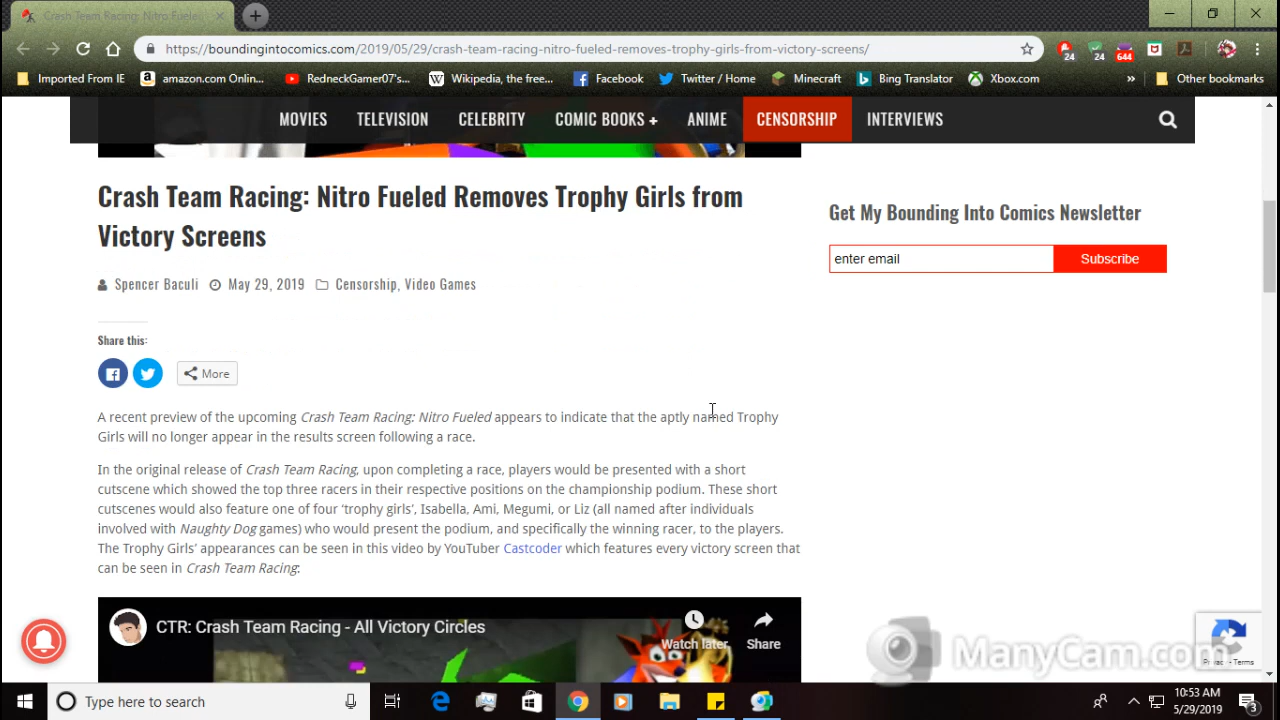 Crash Team Racing: Nitro Fueled
https://boundingintocomics.com/2019/05/29/crash-team-racing-nitro-fueled-removes-trophy-girls-from-victory-screens/
24
24
644
Imported From IE
amazon.com Onlin...
RedneckGamer07's...
Wikipedia, the free...
Facebook
Twitter / Home
Minecraft
Bing Translator
Xbox.com
»
Other bookmarks
MOVIES
TELEVISION
CELEBRITY
COMIC BOOKS +
ANIME
CENSORSHIP
INTERVIEWS
Crash Team Racing: Nitro Fueled Removes Trophy Girls from
Victory Screens
Spencer Baculi
May 29, 2019
Censorship, Video Games
Share this:
More
A recent preview of the upcoming Crash Team Racing: Nitro Fueled appears to indicate that the aptly named Trophy
Girls will no longer appear in the results screen following a race.
In the original release of Crash Team Racing, upon completing a race, players would be presented with a short
cutscene which showed the top three racers in their respective positions on the championship podium. These short
cutscenes would also feature one of four ‘trophy girls’, Isabella, Ami, Megumi, or Liz (all named after individuals
involved with Naughty Dog games) who would present the podium, and specifically the winning racer, to the players.
The Trophy Girls’ appearances can be seen in this video by YouTuber Castcoder which features every victory screen that
can be seen in Crash Team Racing:
CTR: Crash Team Racing - All Victory Circles
Watch later
Share
Get My Bounding Into Comics Newsletter
enter email
Subscribe
Terms
ManyCam.com
Type here to search
10:53 AM
5/29/2019
3